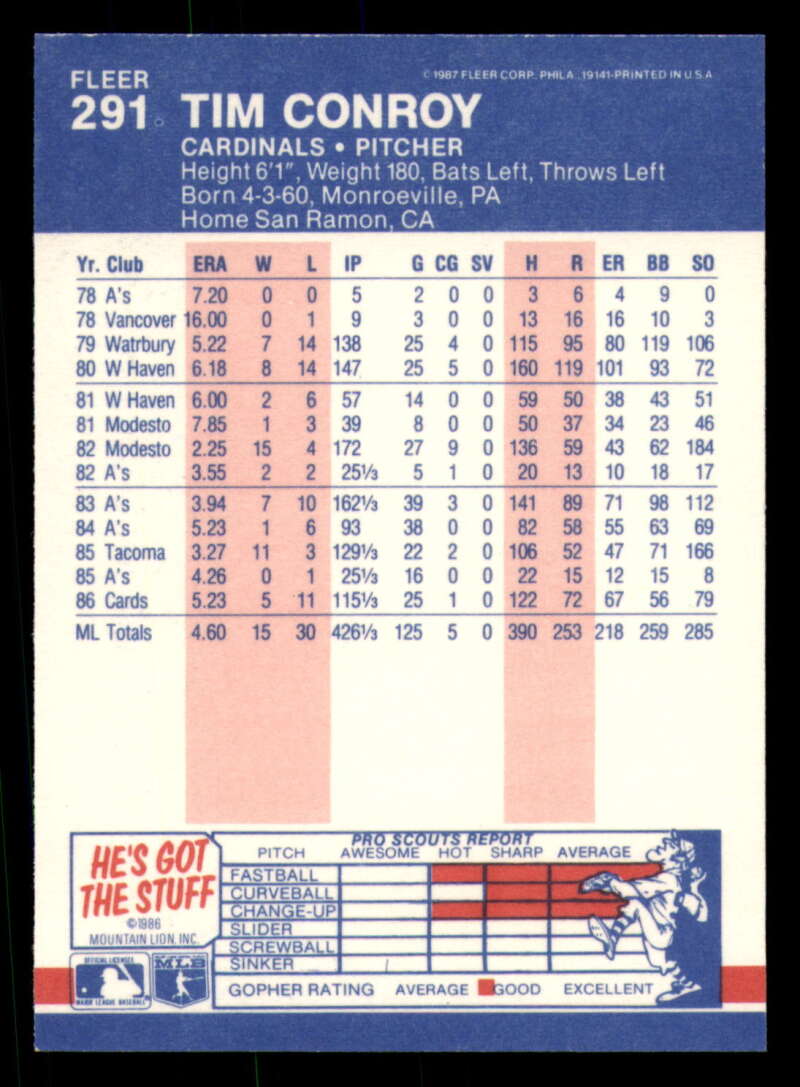 FLEER
© 1987 FLEER CORP. PHILA. 19141-PRINTED IN U.S.A
291 TIM CONROY
CARDINALS • PITCHER
Height 6'1", Weight 180, Bats Left, Throws Left
Born 4-3-60, Monroeville, PA
Home San Ramon, CA
Yr. Club ERA W L IP G CG SV H R ER BB SO
78 A's 7.20 0 0 5 2 0 0 3 6 4 9 0
78 Vancover 16.00 0 1 9 3 0 0 13 16 16 10 3
79 Watrbury 5.22 7 14 138 25 4 0 115 95 80 119 106
80 W Haven 6.18 8 14 147 25 5 0 160 119 101 93 72
81 W Haven 6.00 2 6 57 14 0 0 59 50 38 43 51
81 Modesto 7.85 1 3 39 8 0 0 50 37 34 23 46
82 Modesto 2.25 15 4 172 27 9 0 136 59 43 62 184
82 A's 3.55 2 2 25⅓ 5 1 0 20 13 10 18 17
83 A's 3.94 7 10 162⅓ 39 3 0 141 89 71 98 112
84 A's 5.23 1 6 93 38 0 0 82 58 55 63 69
85 Tacoma 3.27 11 3 129⅓ 22 2 0 106 52 47 71 166
85 A's 4.26 0 1 25⅓ 16 0 0 22 15 12 15 8
86 Cards 5.23 5 11 115⅓ 25 1 0 122 72 67 56 79
ML Totals 4.60 15 30 426⅓ 125 5 0 390 253 218 259 285
HE'S GOT
THE STUFF
©1986
MOUNTAIN LION, INC.
PRO SCOUTS REPORT
PITCH AWESOME HOT SHARP AVERAGE
FASTBALL
CURVEBALL
CHANGE-UP
SLIDER
SCREWBALL
SINKER
GOPHER RATING AVERAGE GOOD EXCELLENT
OFFICIAL LICENSEE
MAJOR LEAGUE BASEBALL
MLB